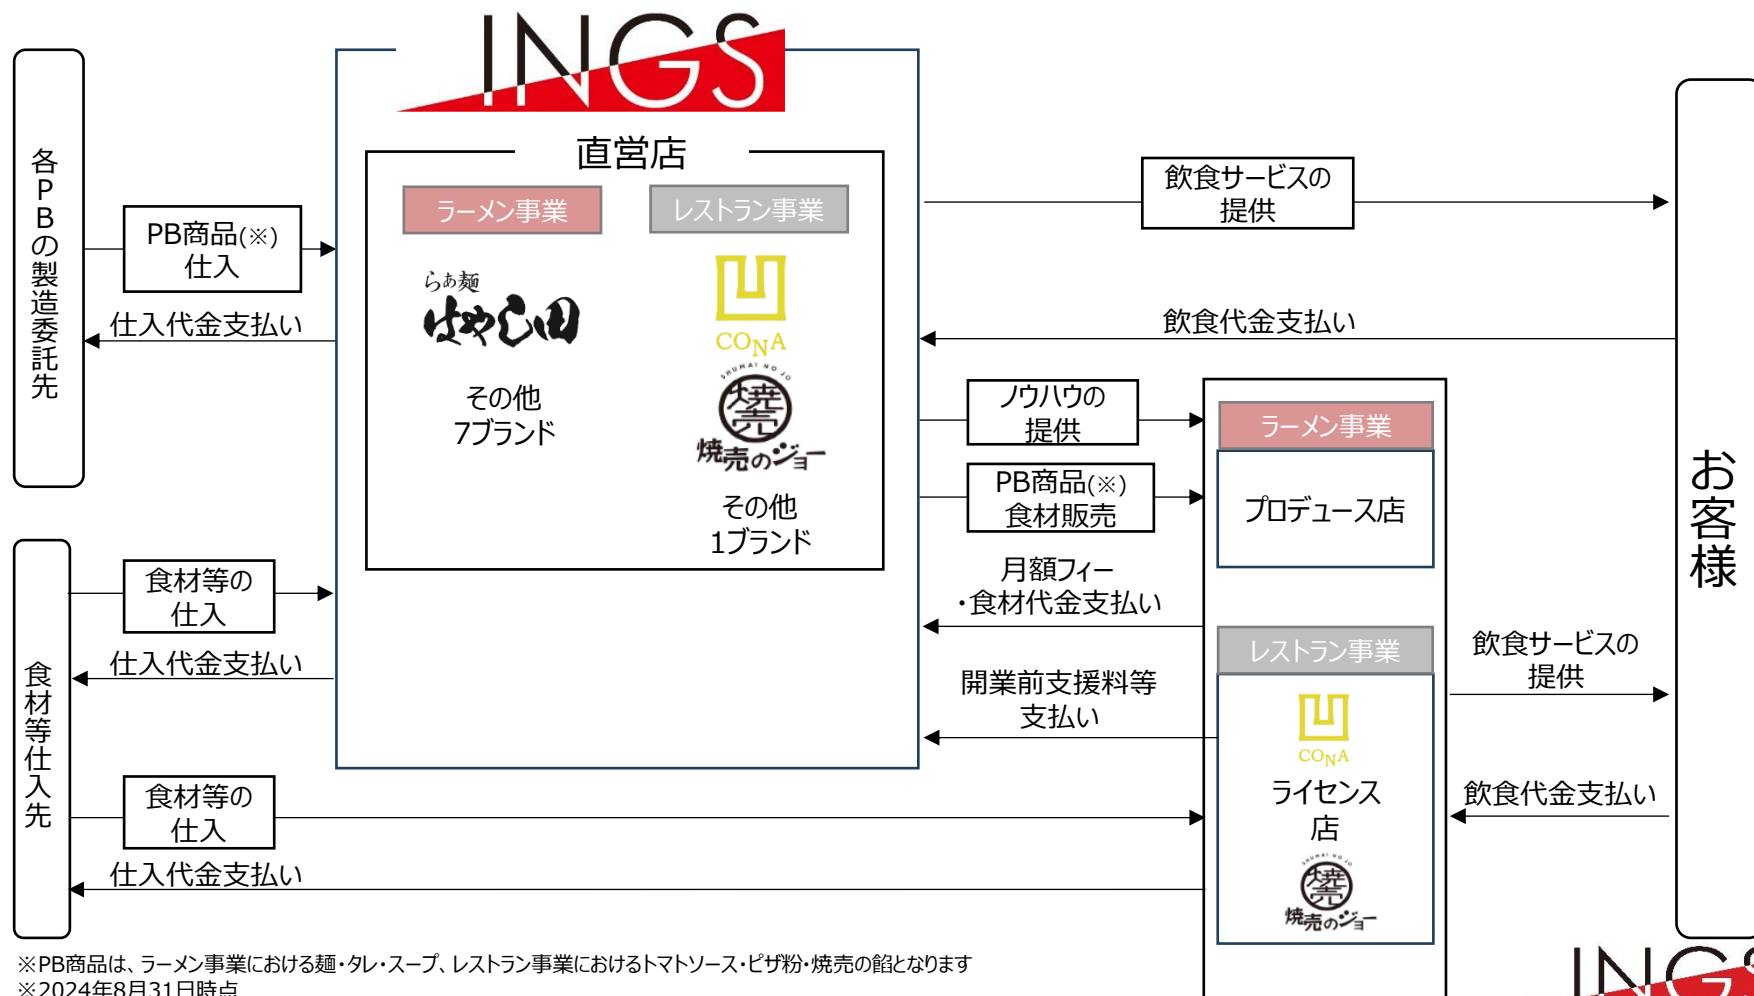 INGS
直営店
ラーメン事業
レストラン事業
らあ麺
はやし田
その他
7ブランド
CONA
SHUMAI NO JO
焼売
焼売のジョー
その他
1ブランド
各PBの製造委託先
PB商品(※)
仕入
仕入代金支払い
食材等仕入先
食材等の
仕入
仕入代金支払い
食材等の
仕入
仕入代金支払い
飲食サービスの
提供
飲食代金支払い
ノウハウの
提供
PB商品(※)
食材販売
月額フィー
・食材代金支払い
開業前支援料等
支払い
ラーメン事業
プロデュース店
レストラン事業
CONA
ライセンス
店
SHUMAI NO JO
焼売
焼売のジョー
飲食サービスの
提供
飲食代金支払い
お客様
※PB商品は、ラーメン事業における麺・タレ・スープ、レストラン事業におけるトマトソース・ピザ粉・焼売の餡となります
※2024年8月31日時点
INGS